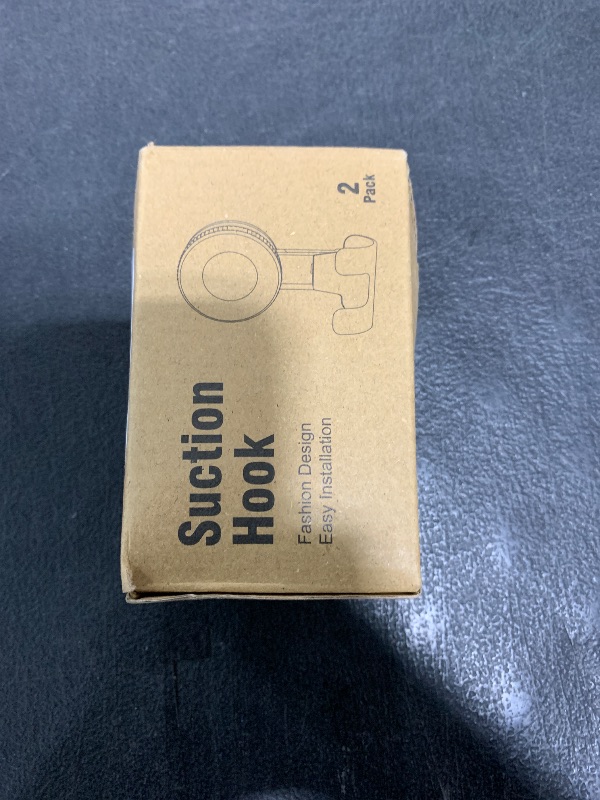 Suction
Hook
Fashion Design
Easy Installation
2
Pack